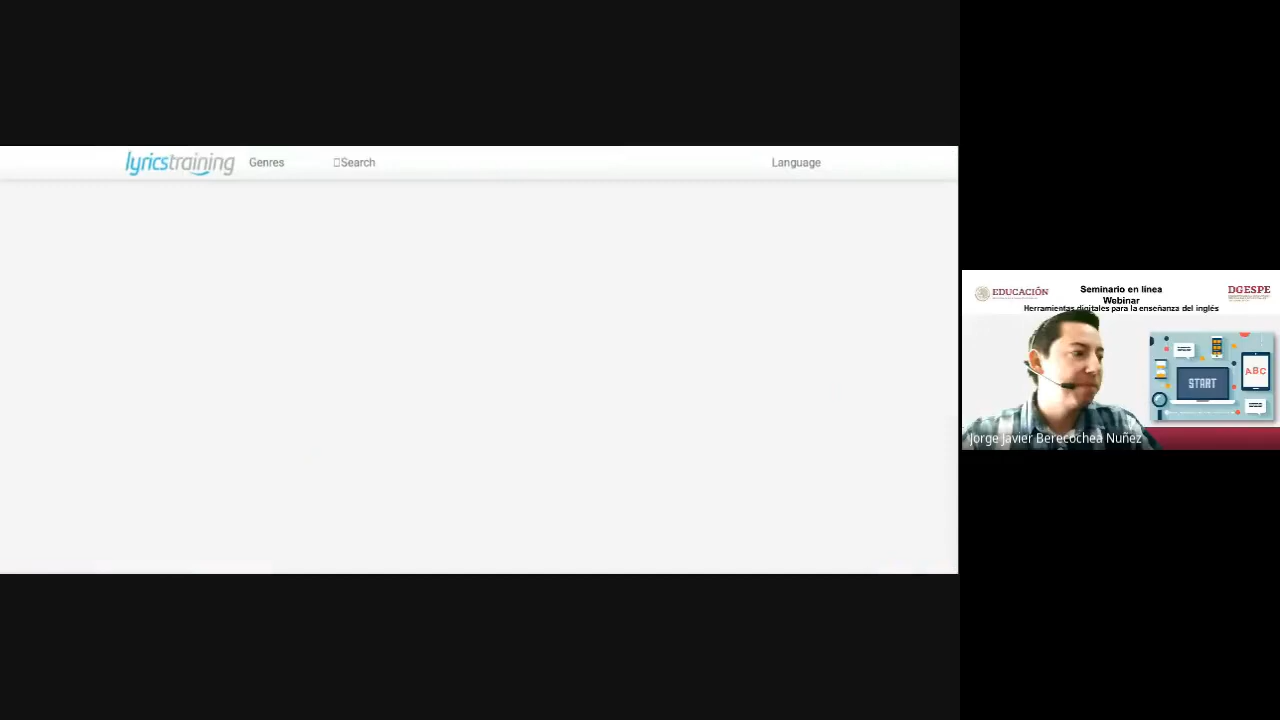 lyricstraining Genres Search Language
EDUCACIÓN
Seminario en línea
Webinar
Herramientas digitales para la enseñanza del inglés
DGESPE
START
ABC
Jorge Javier Berecochea Nuñez